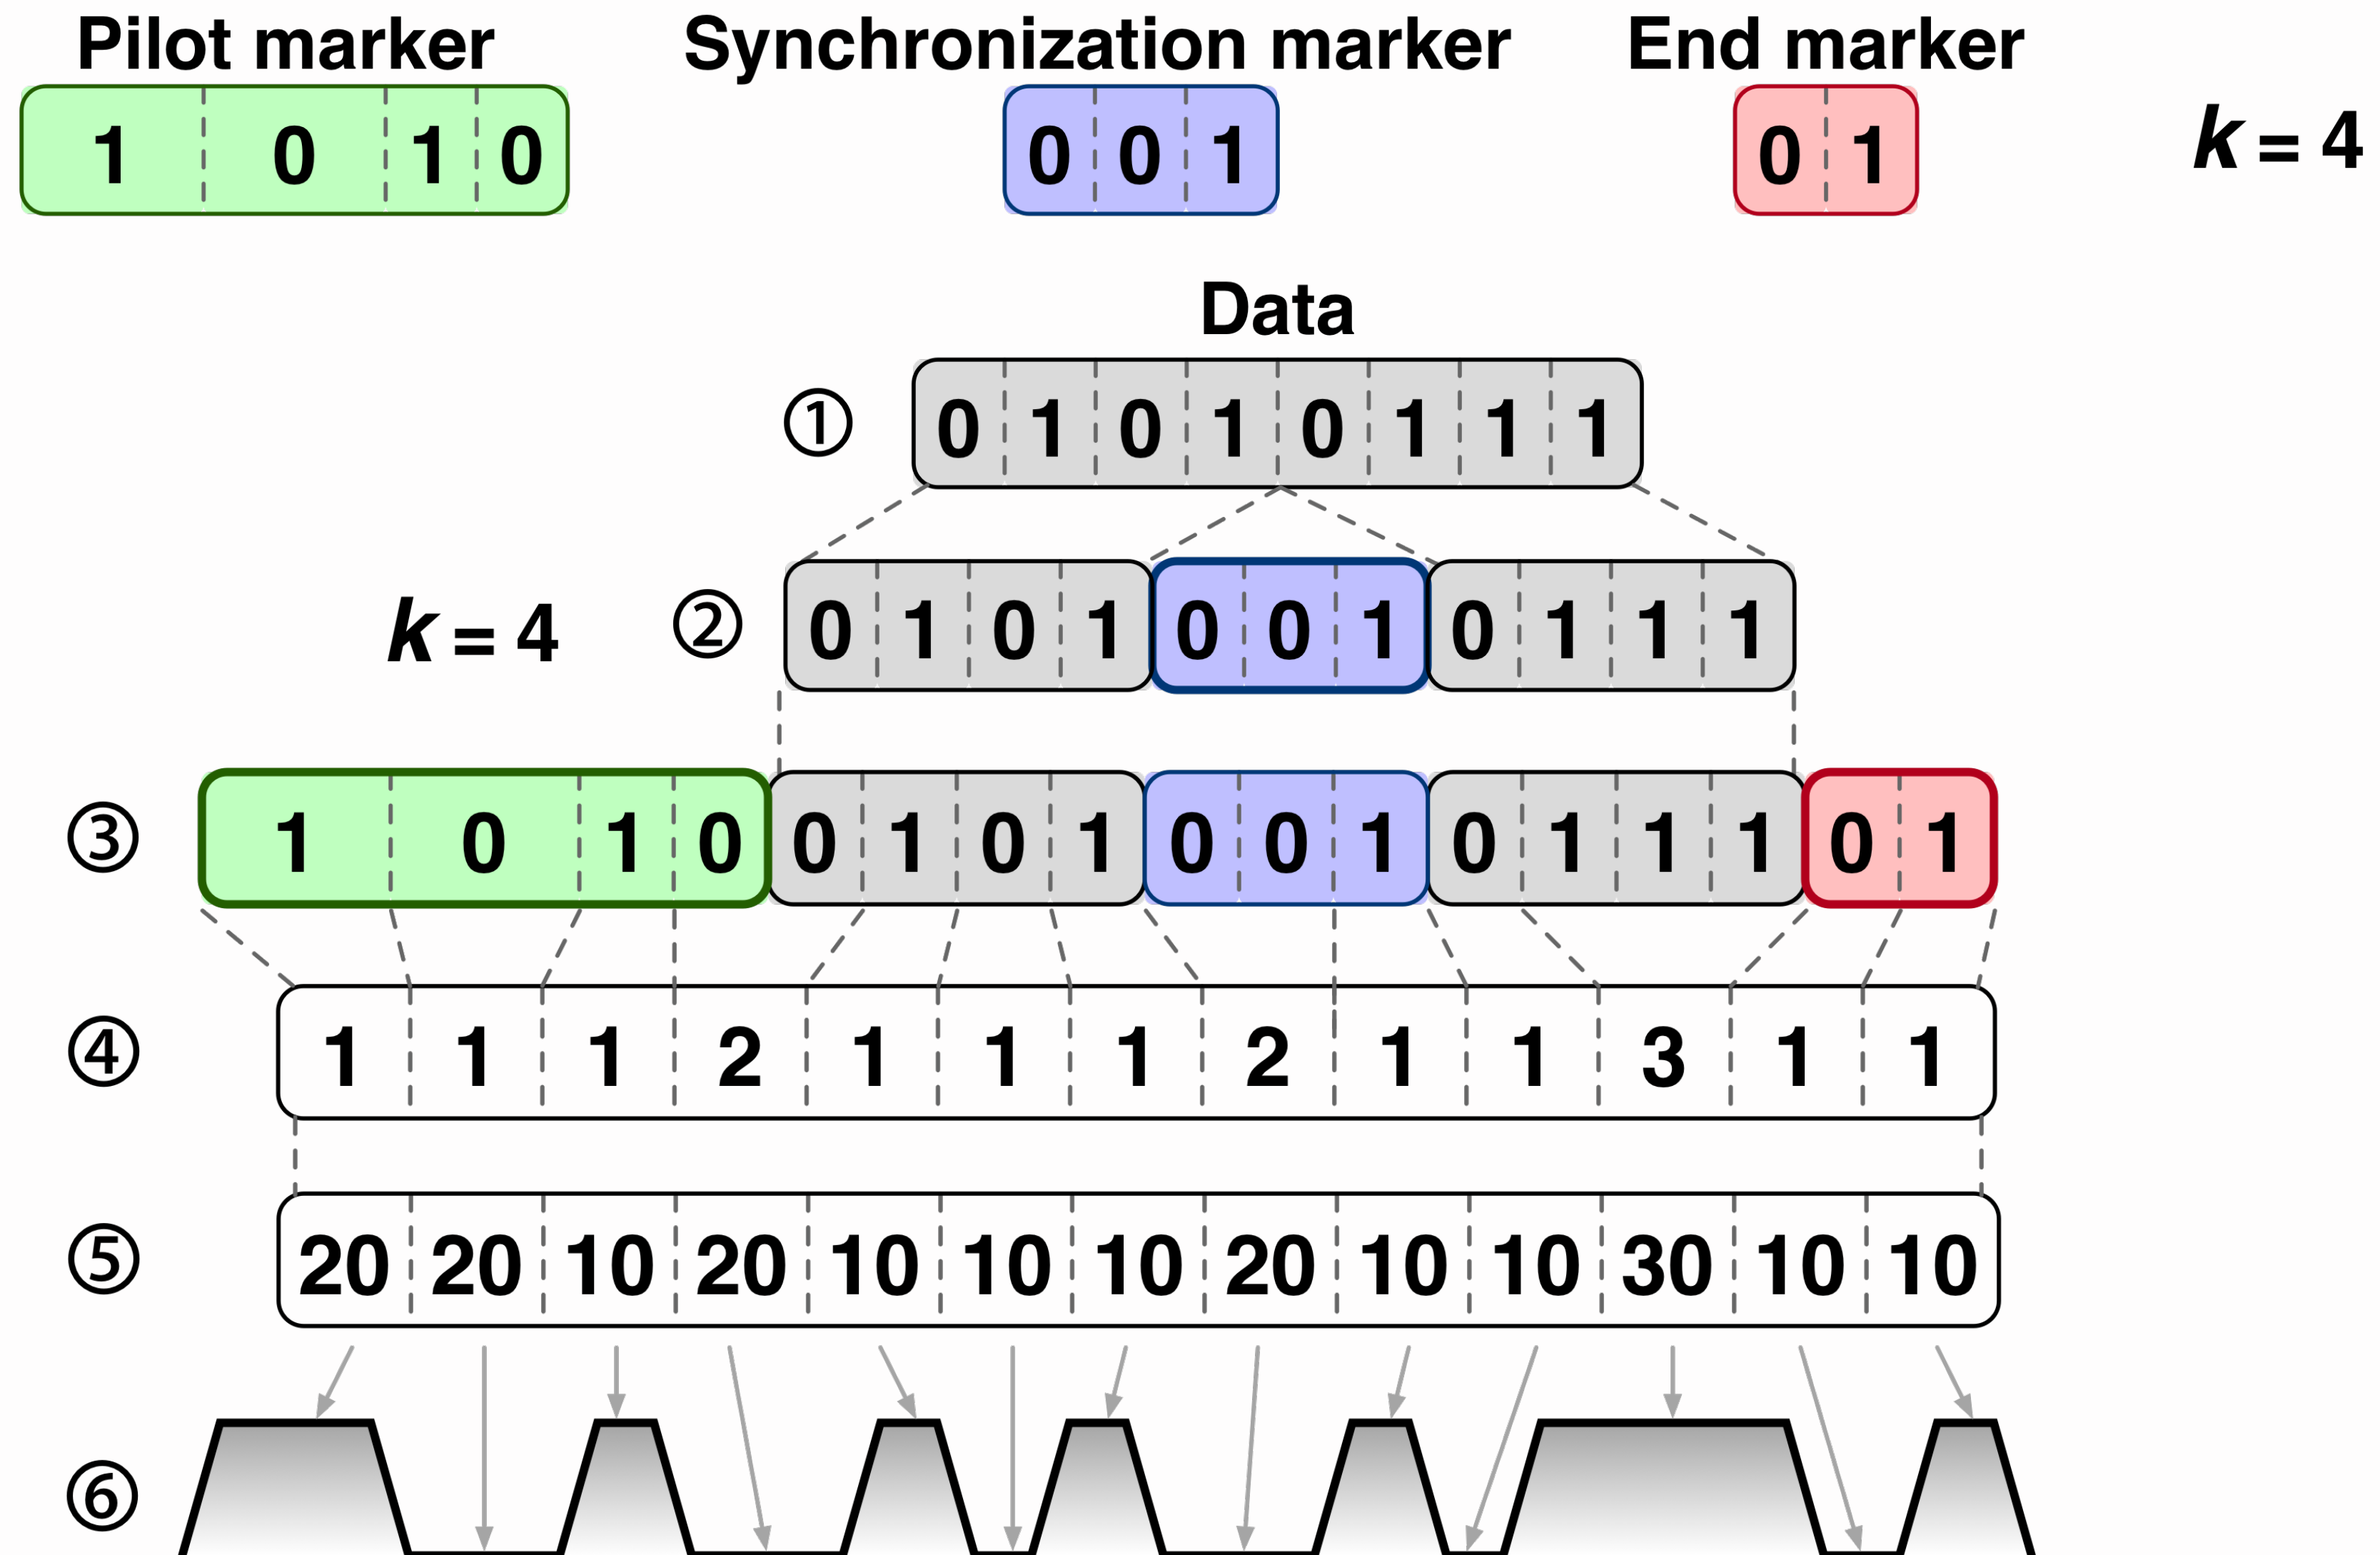 Pilot marker Synchronization marker End marker
1 0 1 0 0 0 1 0 1 k = 4
Data
① 0 1 0 1 0 1 1 1
k = 4 ② 0 1 0 1 0 0 1 0 1 1 1
③ 1 0 1 0 0 1 0 1 0 0 1 0 1 1 1 0 1
④ 1 1 1 2 1 1 1 2 1 1 3 1 1
⑤ 20 20 10 20 10 10 10 20 10 10 30 10 10
⑥